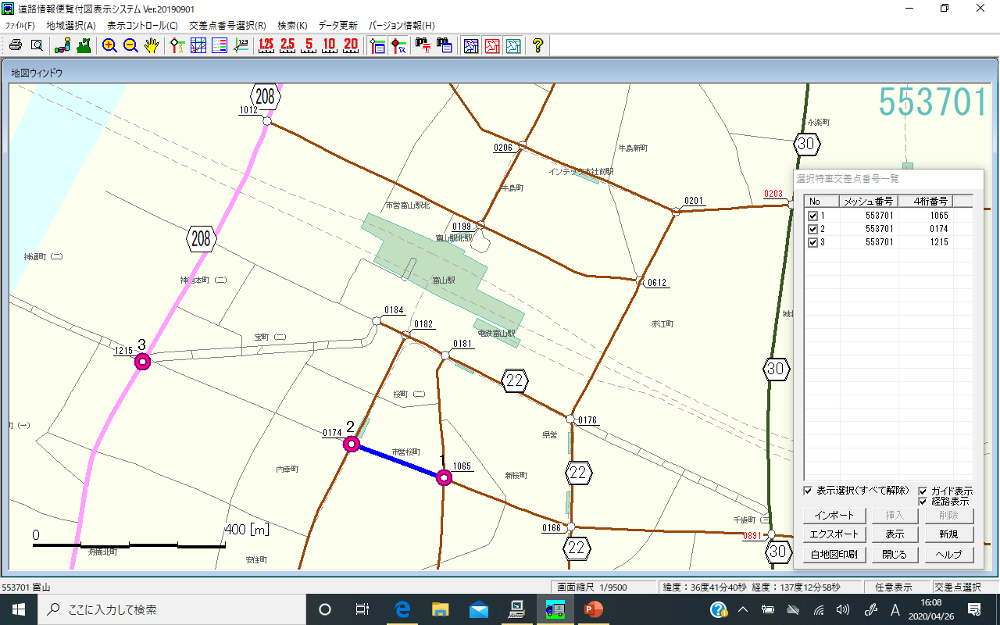 道路情報便覧付図表示システム Ver.20190901
ファイル(F) 地域選択(A) 表示コントロール(C) 交差点番号選択(R) 検索(K) データ更新 バージョン情報(H)
123
1.25 2.5 5 10 20
地図ウィンドウ
553701
208
1012
永楽町
30
0206
牛島新町
インテック本社前駅
牛島町
0201
0203
市営富山駅北
0199
富山駅北駅
208
神通町(二)
神通本町(二)
富山駅
0612
赤江町
城北
0184
0182
電鉄富山駅
宝町(二)
0181
3
1215
22
30
桜町(二)
0176
町(一)
2
0174
県営
市営桜町
1
1065
内幸町
新桜町
22
千歳町(
0
400 [m]
0166
0891
22
30
舟橋北町
安住町
選択特車交差点番号一覧
No メッシュ番号 4桁番号
1 553701 1065
2 553701 0174
3 553701 1215
表示選択(すべて解除) ガイド表示
経路表示
インポート 挿入 削除
エクスポート 表示 新規
白地図印刷 閉じる ヘルプ
553701 富山 画面縮尺 1/9500 緯度:36度41分40秒 経度:137度12分58秒 任意表示 交差点選択
ここに入力して検索
A
16:08
2020/04/26